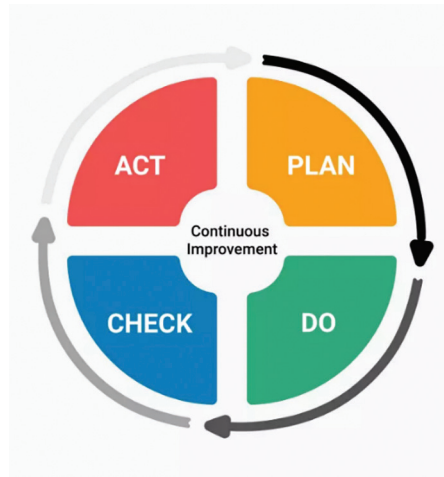 ACT
PLAN
Continuous
Improvement
CHECK
DO